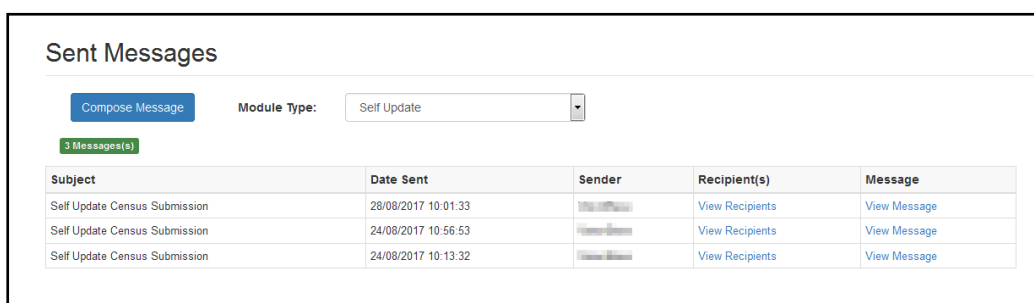 Sent Messages
Compose Message Module Type: Self Update
3 Messages(s)
Subject Date Sent Sender Recipient(s) Message
Self Update Census Submission 28/08/2017 10:01:33 View Recipients View Message
Self Update Census Submission 24/08/2017 10:56:53 View Recipients View Message
Self Update Census Submission 24/08/2017 10:13:32 View Recipients View Message